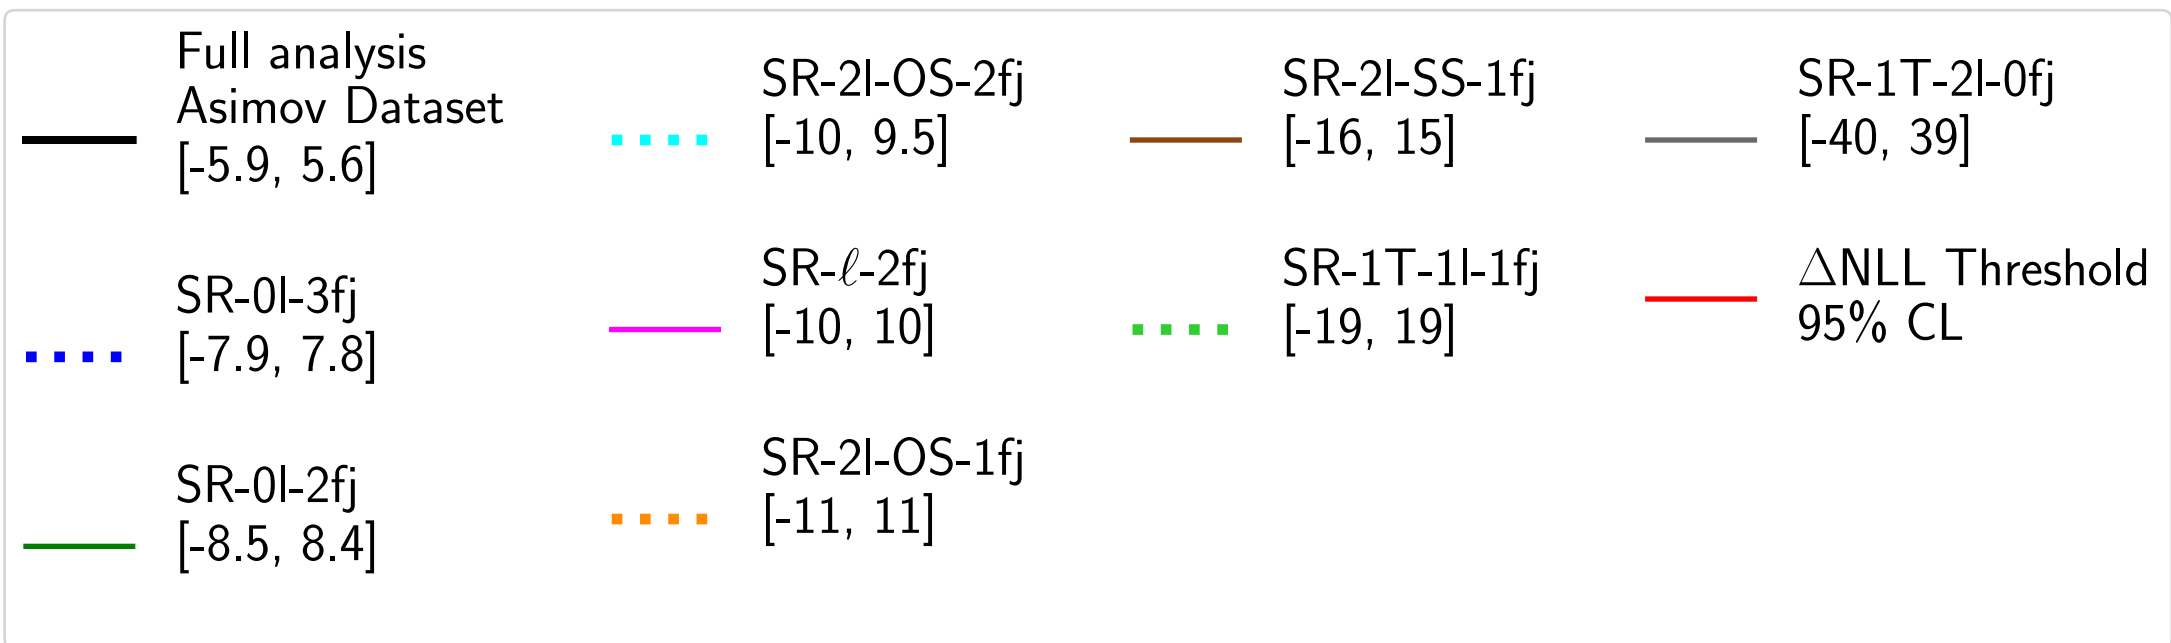 Full analysis
Asimov Dataset
[-5.9, 5.6]
SR-0l-3fj
[-7.9, 7.8]
SR-0l-2fj
[-8.5, 8.4]
SR-2l-OS-2fj
[-10, 9.5]
SR-ℓ-2fj
[-10, 10]
SR-2l-OS-1fj
[-11, 11]
SR-2l-SS-1fj
[-16, 15]
SR-1T-1l-1fj
[-19, 19]
SR-1T-2l-0fj
[-40, 39]
ΔNLL Threshold
95% CL